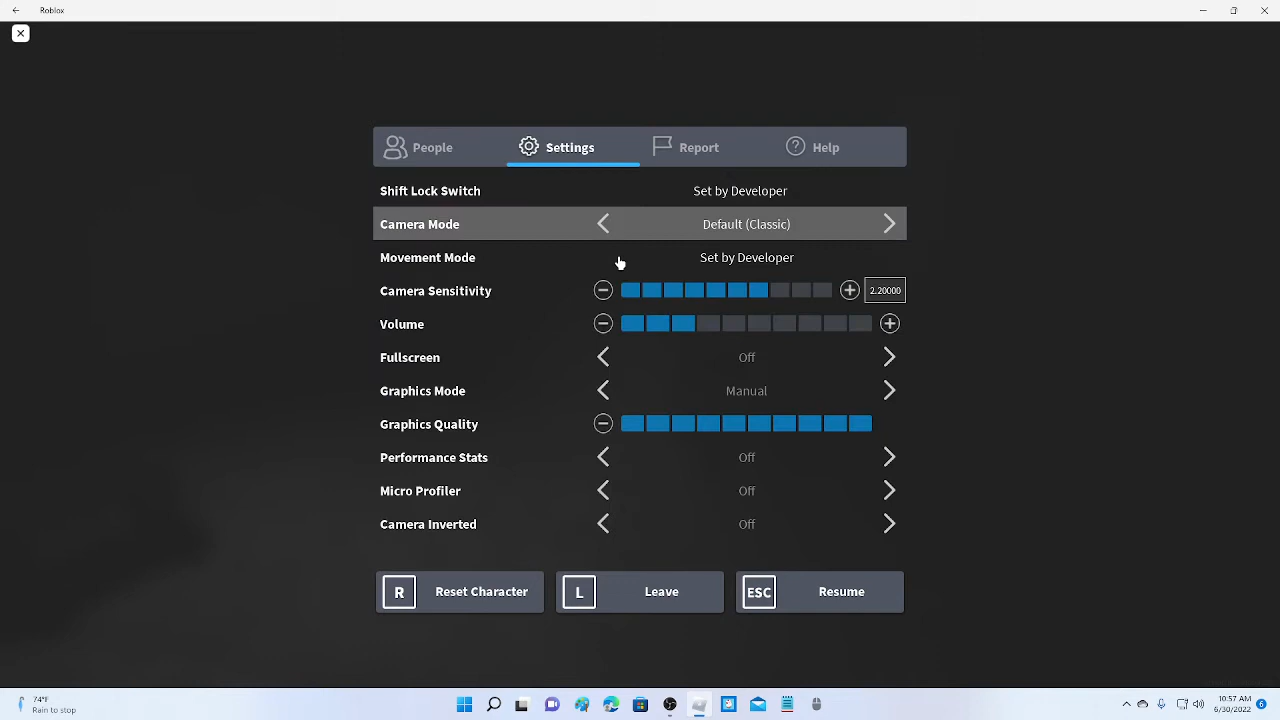 Roblox
People
Settings
Report
Help
Shift Lock Switch
Set by Developer
Camera Mode
Default (Classic)
Movement Mode
Set by Developer
Camera Sensitivity
2.20000
Volume
Fullscreen
Off
Graphics Mode
Manual
Graphics Quality
Performance Stats
Off
Micro Profiler
Off
Camera Inverted
Off
R Reset Character
L Leave
ESC Resume
74°F
Rain to stop
10:57 AM
6/30/2022